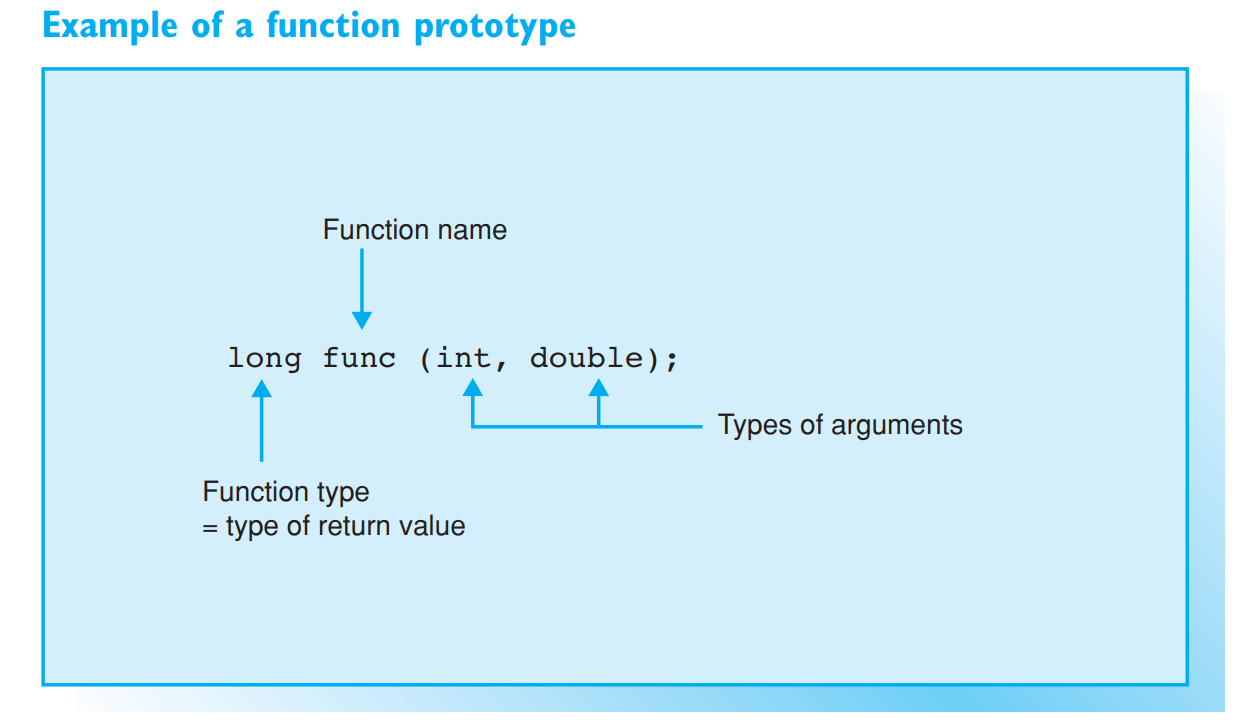 Example of a function prototype
Function name
long func (int, double);
Types of arguments
Function type
= type of return value